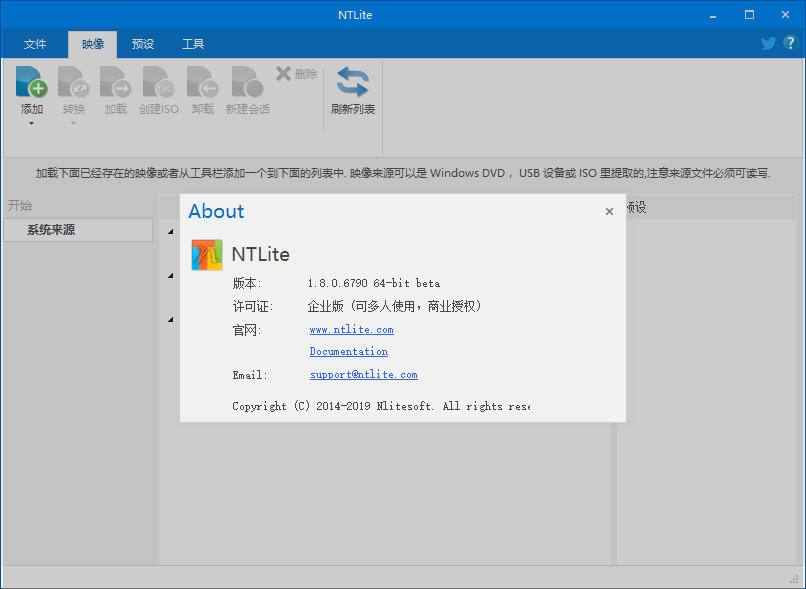 NTLite
文件 映像 预设 工具
添加 转换 加载 创建ISO 卸载 新建会话 删除 刷新列表
加载下面已经存在的映像或者从工具栏添加一个到下面的列表中. 映像来源可以是 Windows DVD， USB 设备或 ISO 里提取的,注意来源文件必须可读写.
开始
系统来源
预设
About
NTLite
版本: 1.8.0.6790 64-bit beta
许可证: 企业版（可多人使用，商业授权）
官网: www.ntlite.com
Documentation
Email: support@ntlite.com
Copyright (C) 2014-2019 Nlitesoft. All rights rese